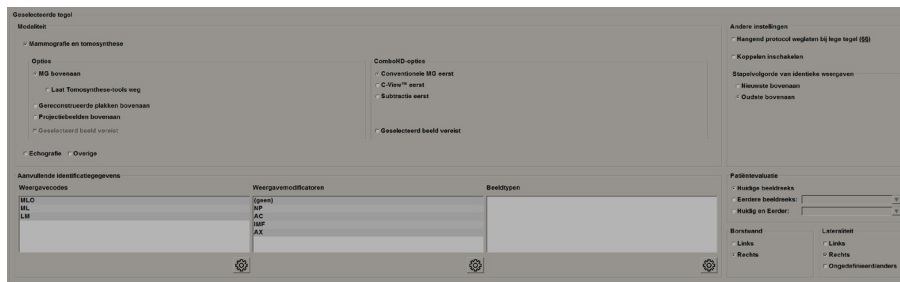 Geselecteerde tegel
Modaliteit
Mammografie en tomosynthese
Opties
MG bovenaan
Laat Tomosynthese-tools weg
Gereconstrueerde plakken bovenaan
Projectiebeelden bovenaan
Geselecteerd beeld vereist
ComboHD-opties
Conventionele MG eerst
C-View™ eerst
Subtractie eerst
Geselecteerd beeld vereist
Echografie Overige
Andere instellingen
Hangend protocol weglaten bij lege tegel (§§)
Koppelen inschakelen
Stapelvolgorde van identieke weergaven
Nieuwste bovenaan
Oudste bovenaan
Aanvullende identificatiegegevens
Weergavecodes
MLO
ML
LM
Weergavemodificatoren
(geen)
NP
AC
IMF
AX
Beeldtypen
Patiëntevaluatie
Huidige beeldreeks
Eerdere beeldreeks:
Huidig en Eerder:
Borstwand
Links
Rechts
Lateraliteit
Links
Rechts
Ongedefinieerd/anders